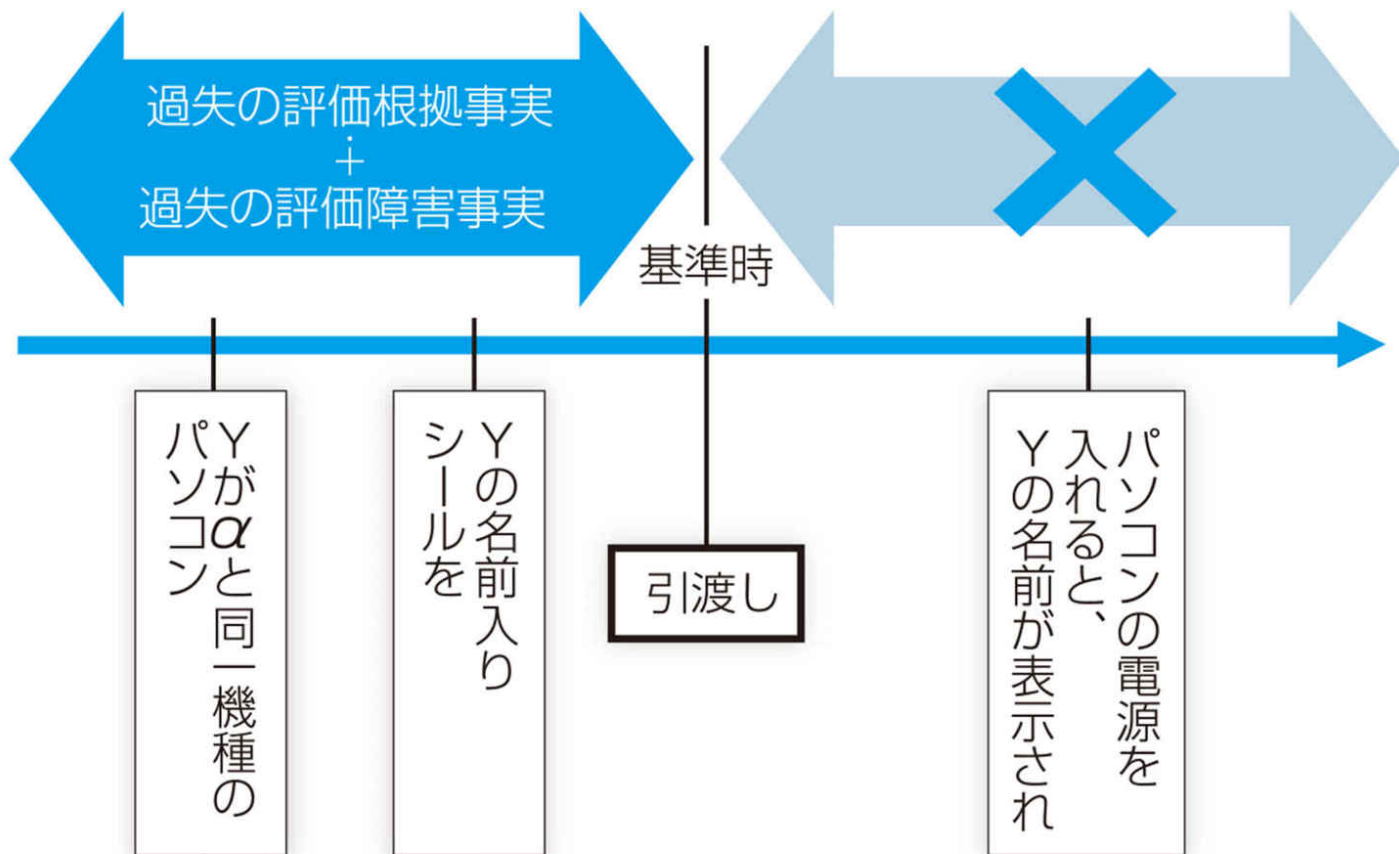 過失の評価根拠事実
+
過失の評価障害事実
基準時
Yがαと同一機種の
パソコン
Yの名前入り
シールを
引渡し
パソコンの電源を
入れると、
Yの名前が表示され